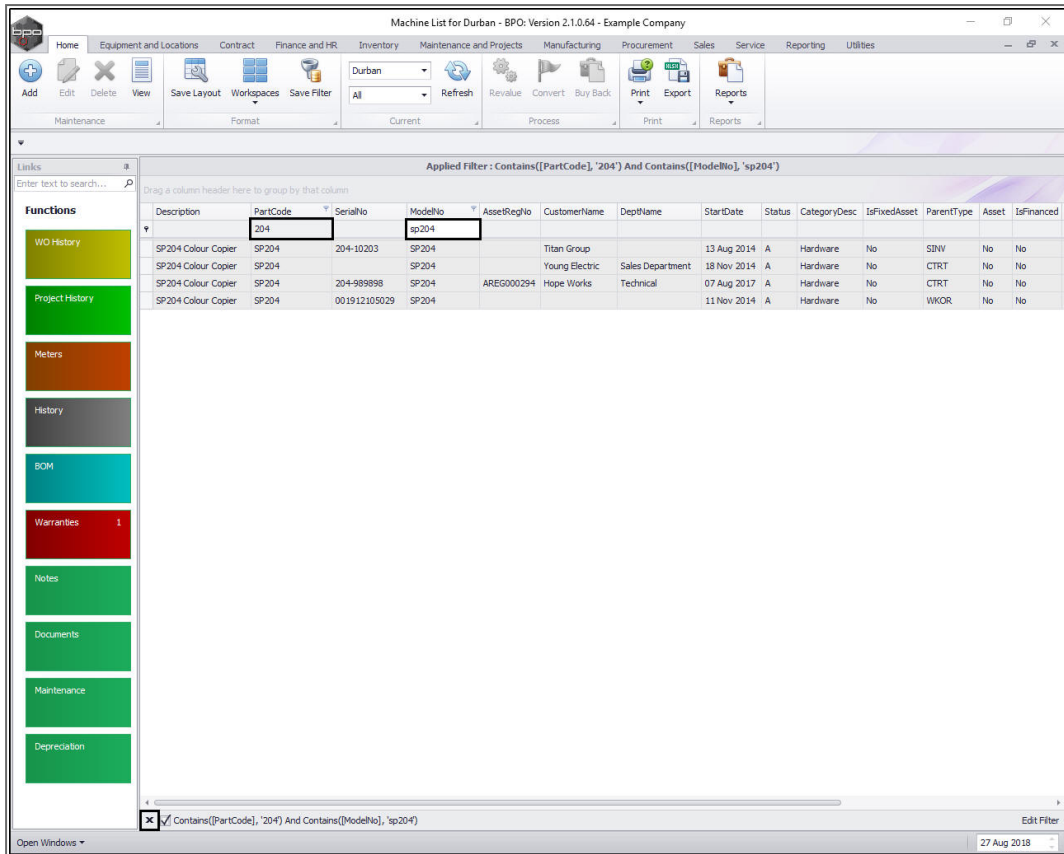 Machine List for Durban - BPO: Version 2.1.0.64 - Example Company
bpo
Home Equipment and Locations Contract Finance and HR Inventory Maintenance and Projects Manufacturing Procurement Sales Service Reporting Utilities
Add Edit Delete View Save Layout Workspaces Save Filter Durban All Refresh Revalue Convert Buy Back Print Export Reports
Maintenance Format Current Process Print Reports
Links
Enter text to search...
Functions
WO History
Project History
Meters
History
BOM
Warranties 1
Notes
Documents
Maintenance
Depreciation
Applied Filter : Contains([PartCode], '204') And Contains([ModelNo], 'sp204')
Drag a column header here to group by that column
Description PartCode SerialNo ModelNo AssetRegNo CustomerName DeptName StartDate Status CategoryDesc IsFixedAsset ParentType Asset IsFinanced
204 sp204
SP204 Colour Copier SP204 204-10203 SP204 Titan Group 13 Aug 2014 A Hardware No SINV No No
SP204 Colour Copier SP204 SP204 Young Electric Sales Department 18 Nov 2014 A Hardware No CTRT No No
SP204 Colour Copier SP204 204-989898 SP204 AREG000294 Hope Works Technical 07 Aug 2017 A Hardware No CTRT No No
SP204 Colour Copier SP204 001912105029 SP204 11 Nov 2014 A Hardware No WKOR No No
Contains([PartCode], '204') And Contains([ModelNo], 'sp204') Edit Filter
Open Windows 27 Aug 2018